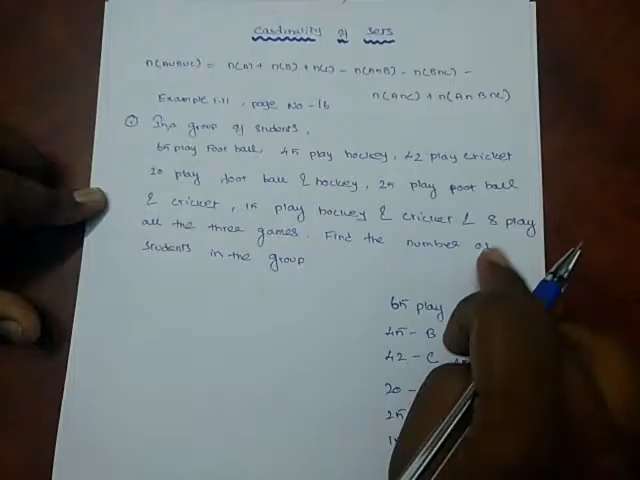 Cardinality of Sets
n(AUBUC) = n(A) + n(B) + n(C) - n(A∩B) - n(B∩C) -
n(A∩C) + n(A∩B∩C)
Example 1.11, page No - 16
① In a group of students,
65 play foot ball, 45 play hockey, 42 play cricket
20 play foot ball & hockey, 25 play foot ball
& cricket, 15 play hockey & cricket & 8 play
all the three games. Find the number of
students in the group
65 play
45 - B
42 - C
20 -
25